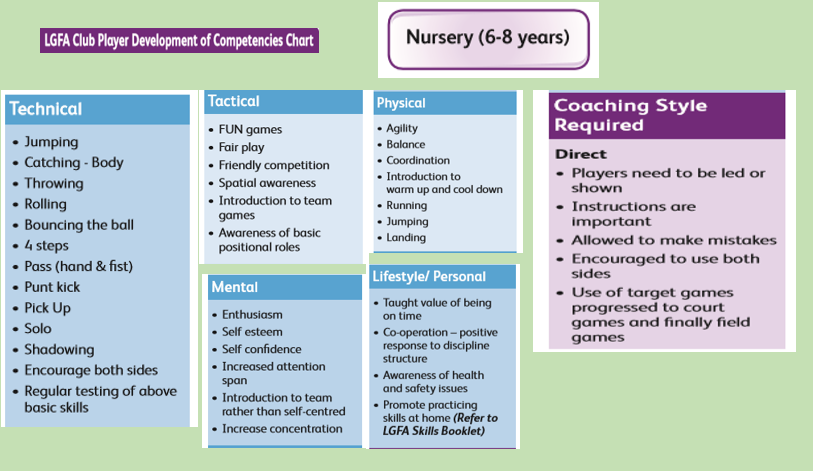 LGFA Club Player Development of Competencies Chart
Nursery (6-8 years)
Technical
• Jumping
• Catching - Body
• Throwing
• Rolling
• Bouncing the ball
• 4 steps
• Pass (hand & fist)
• Punt kick
• Pick Up
• Solo
• Shadowing
• Encourage both sides
• Regular testing of above
basic skills
Tactical
• FUN games
• Fair play
• Friendly competition
• Spatial awareness
• Introduction to team
games
• Awareness of basic
positional roles
Physical
• Agility
• Balance
• Coordination
• Introduction to
warm up and cool down
• Running
• Jumping
• Landing
Mental
• Enthusiasm
• Self esteem
• Self confidence
• Increased attention
span
• Introduction to team
rather than self-centred
• Increase concentration
Lifestyle/ Personal
• Taught value of being
on time
• Co-operation – positive
response to discipline
structure
• Awareness of health
and safety issues
• Promote practicing
skills at home (Refer to
LGFA Skills Booklet)
Coaching Style
Required
Direct
• Players need to be led or
shown
• Instructions are
important
• Allowed to make mistakes
• Encouraged to use both
sides
• Use of target games
progressed to court
games and finally field
games